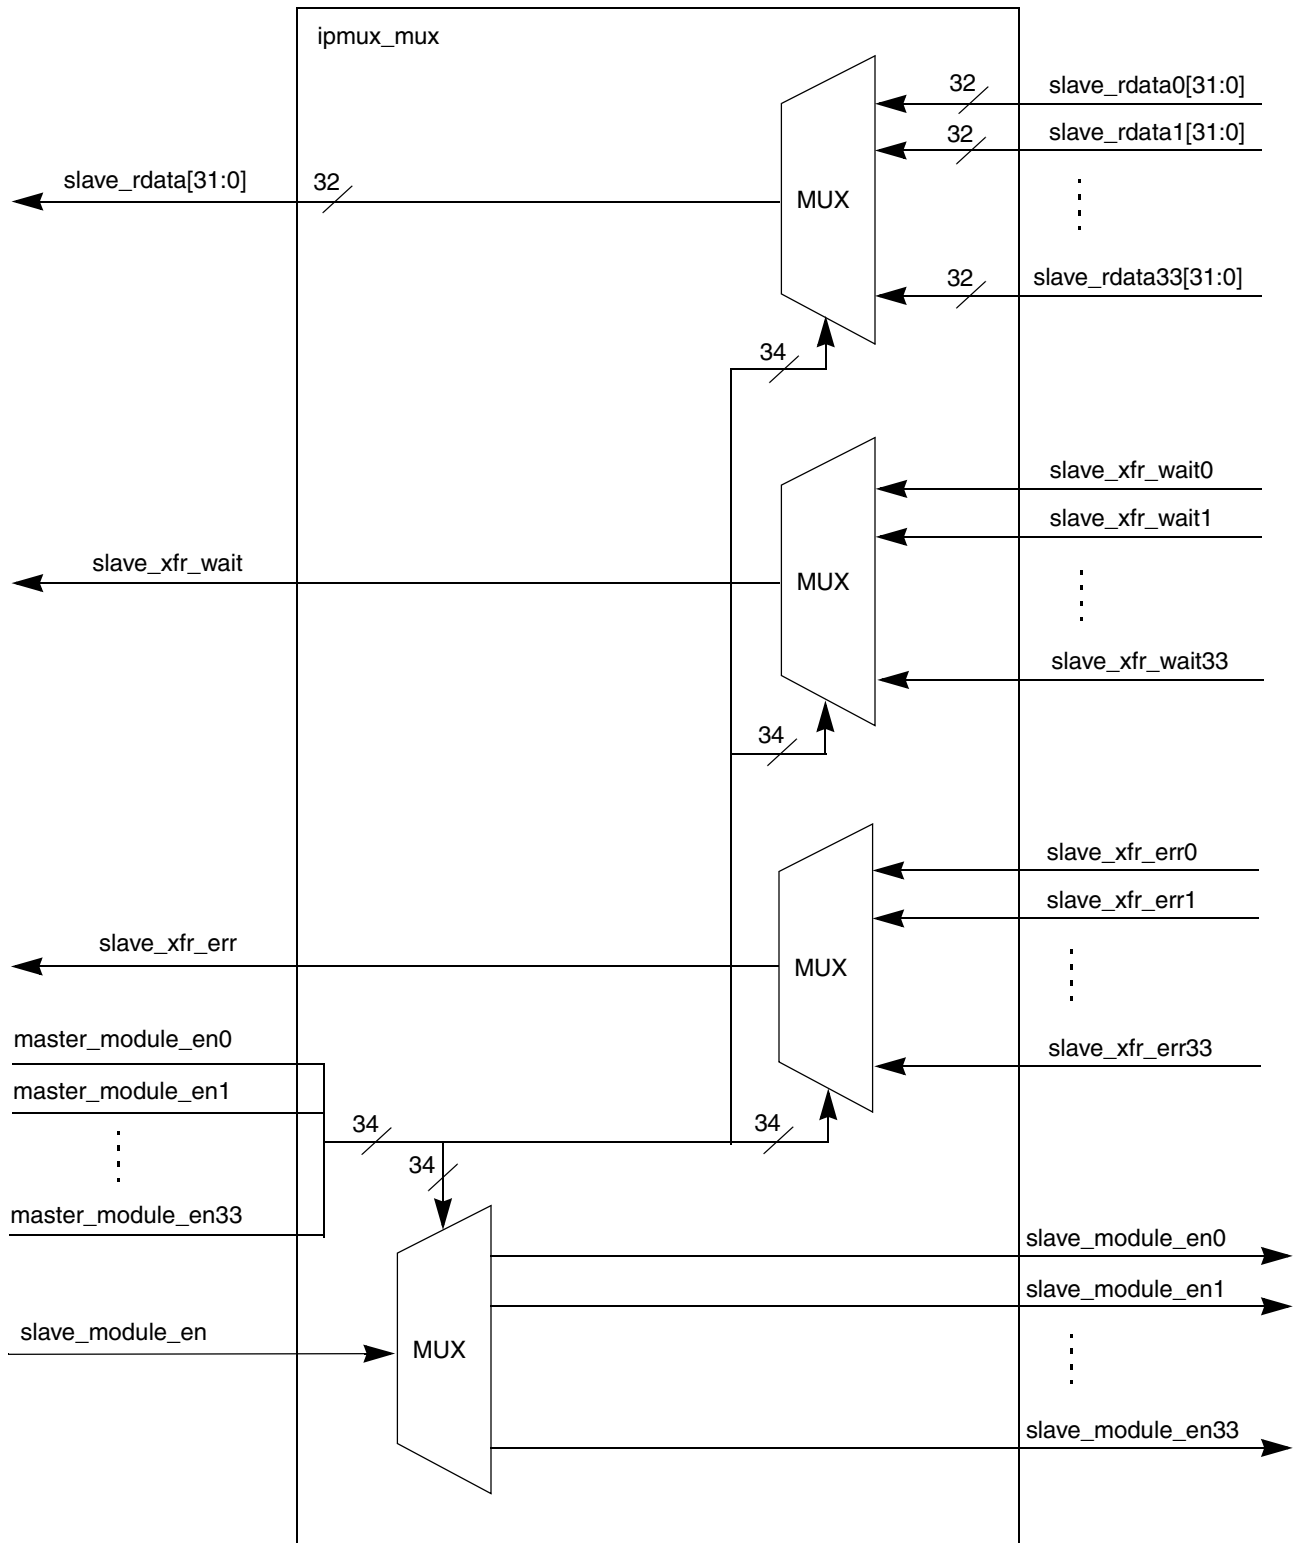 ipmux_mux
32 slave_rdata0[31:0]
32 slave_rdata1[31:0]
slave_rdata[31:0] 32
MUX
32 slave_rdata33[31:0]
34
slave_xfr_wait0
slave_xfr_wait1
slave_xfr_wait
MUX
slave_xfr_wait33
34
slave_xfr_err0
slave_xfr_err1
slave_xfr_err
MUX
master_module_en0
slave_xfr_err33
master_module_en1
34
34
34
master_module_en33
slave_module_en0
slave_module_en1
slave_module_en
MUX
slave_module_en33